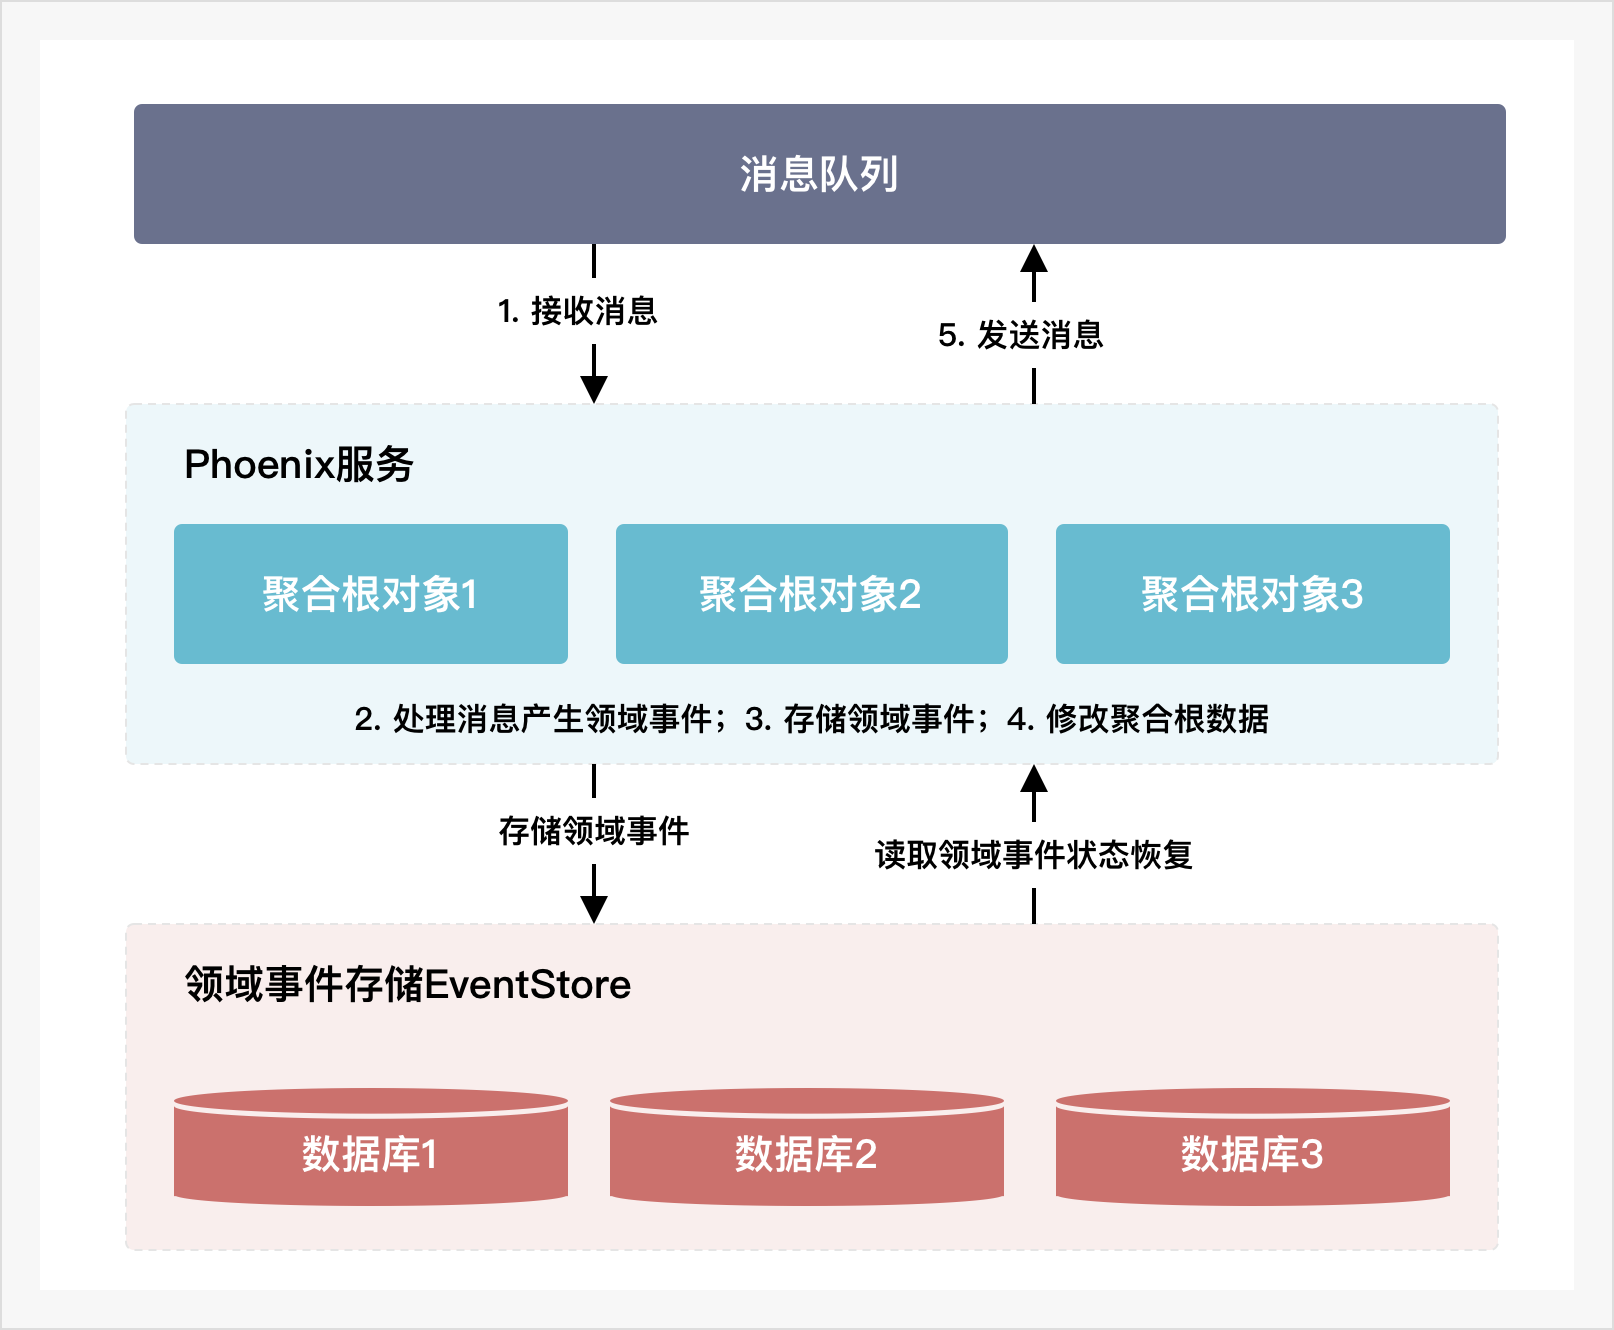 消息队列
1. 接收消息
5. 发送消息
Phoenix服务
聚合根对象1
聚合根对象2
聚合根对象3
2. 处理消息产生领域事件；3. 存储领域事件；4. 修改聚合根数据
存储领域事件
读取领域事件状态恢复
领域事件存储EventStore
数据库1
数据库2
数据库3